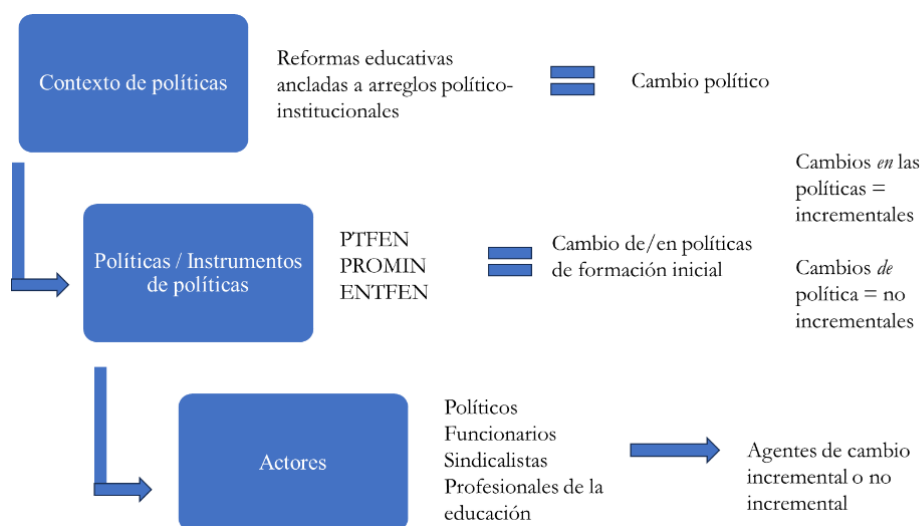 Contexto de políticas
Reformas educativas
ancladas a arreglos político-
institucionales
Cambio político
Políticas / Instrumentos
de políticas
PTFEN
PROMIN
ENTFEN
Cambio de/en políticas
de formación inicial
Cambios en las
políticas =
incrementales
Cambios de
política = no
incrementales
Actores
Políticos
Funcionarios
Sindicalistas
Profesionales de la
educación
Agentes de cambio
incremental o no
incremental